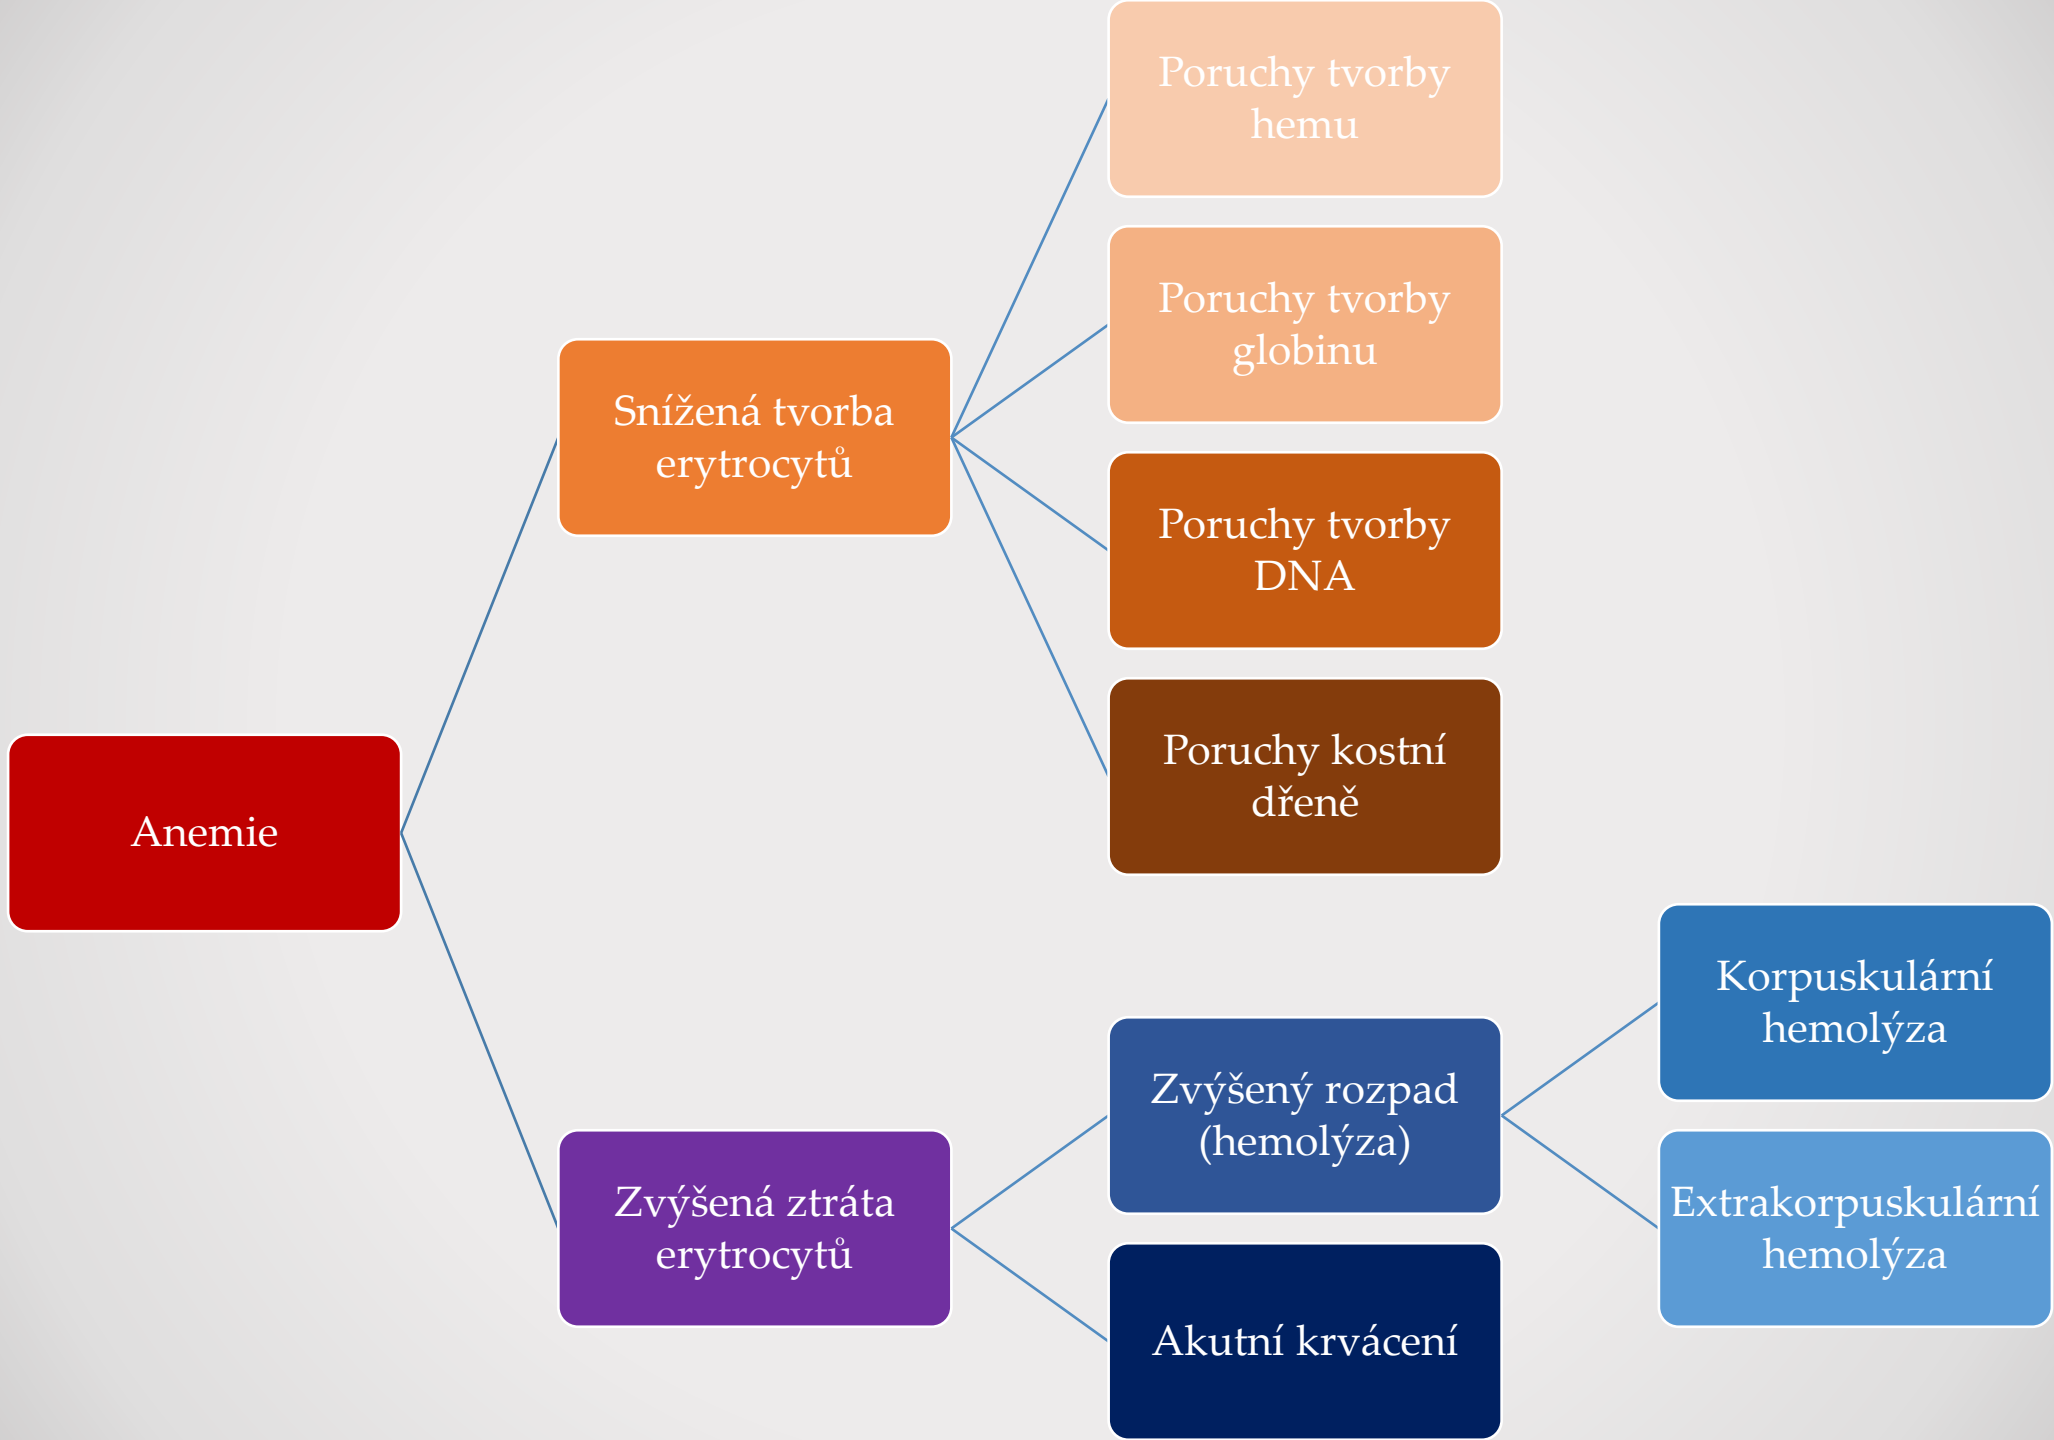 Anemie
Snížená tvorba
erytrocytů
Poruchy tvorby
hemu
Poruchy tvorby
globinu
Poruchy tvorby
DNA
Poruchy kostní
dřeně
Zvýšená ztráta
erytrocytů
Zvýšený rozpad
(hemolýza)
Korpuskulární
hemolýza
Extrakorpuskulární
hemolýza
Akutní krvácení